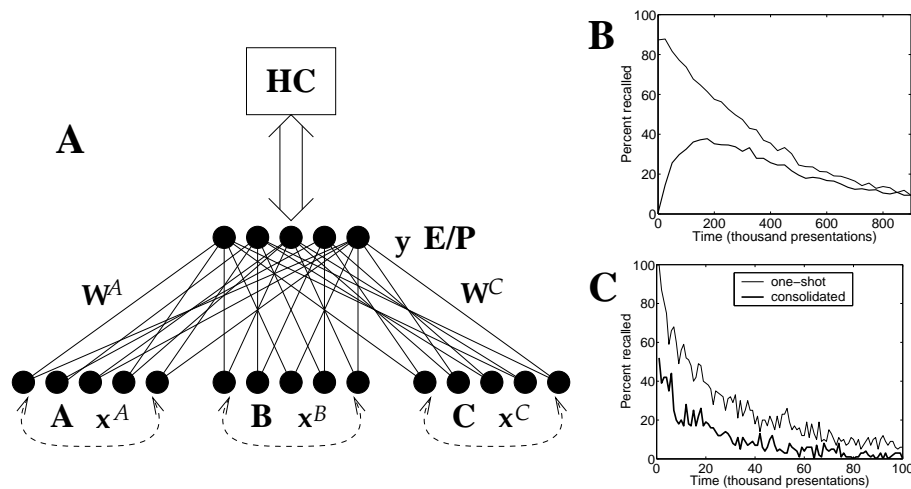 A
HC
y E/P
W^A
W^C
A x^A
B x^B
C x^C
B
Percent recalled
100
80
60
40
20
0
0 200 400 600 800
Time (thousand presentations)
C
Percent recalled
100
80
60
40
20
0
one−shot
consolidated
0 20 40 60 80 100
Time (thousand presentations)